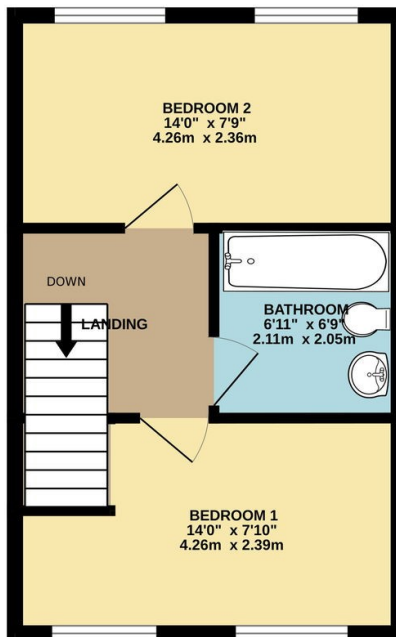 BEDROOM 2
14'0" x 7'9"
4.26m x 2.36m
DOWN
LANDING
BATHROOM
6'11" x 6'9"
2.11m x 2.05m
BEDROOM 1
14'0" x 7'10"
4.26m x 2.39m